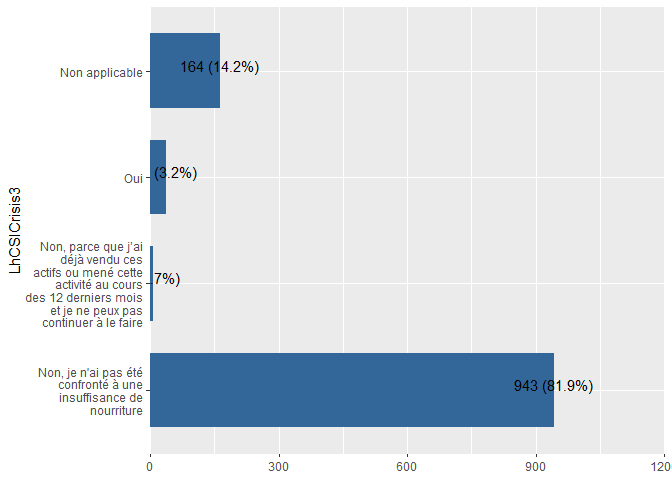 LhCSICrisis3
Non applicable
164 (14.2%)
Oui
(3.2%)
Non, parce que j'ai
déjà vendu ces
actifs ou mené cette
activité au cours
des 12 derniers mois
et je ne peux pas
continuer à le faire
7%)
Non, je n'ai pas été
confronté à une
insuffisance de
nourriture
943 (81.9%)
0 300 600 900 120